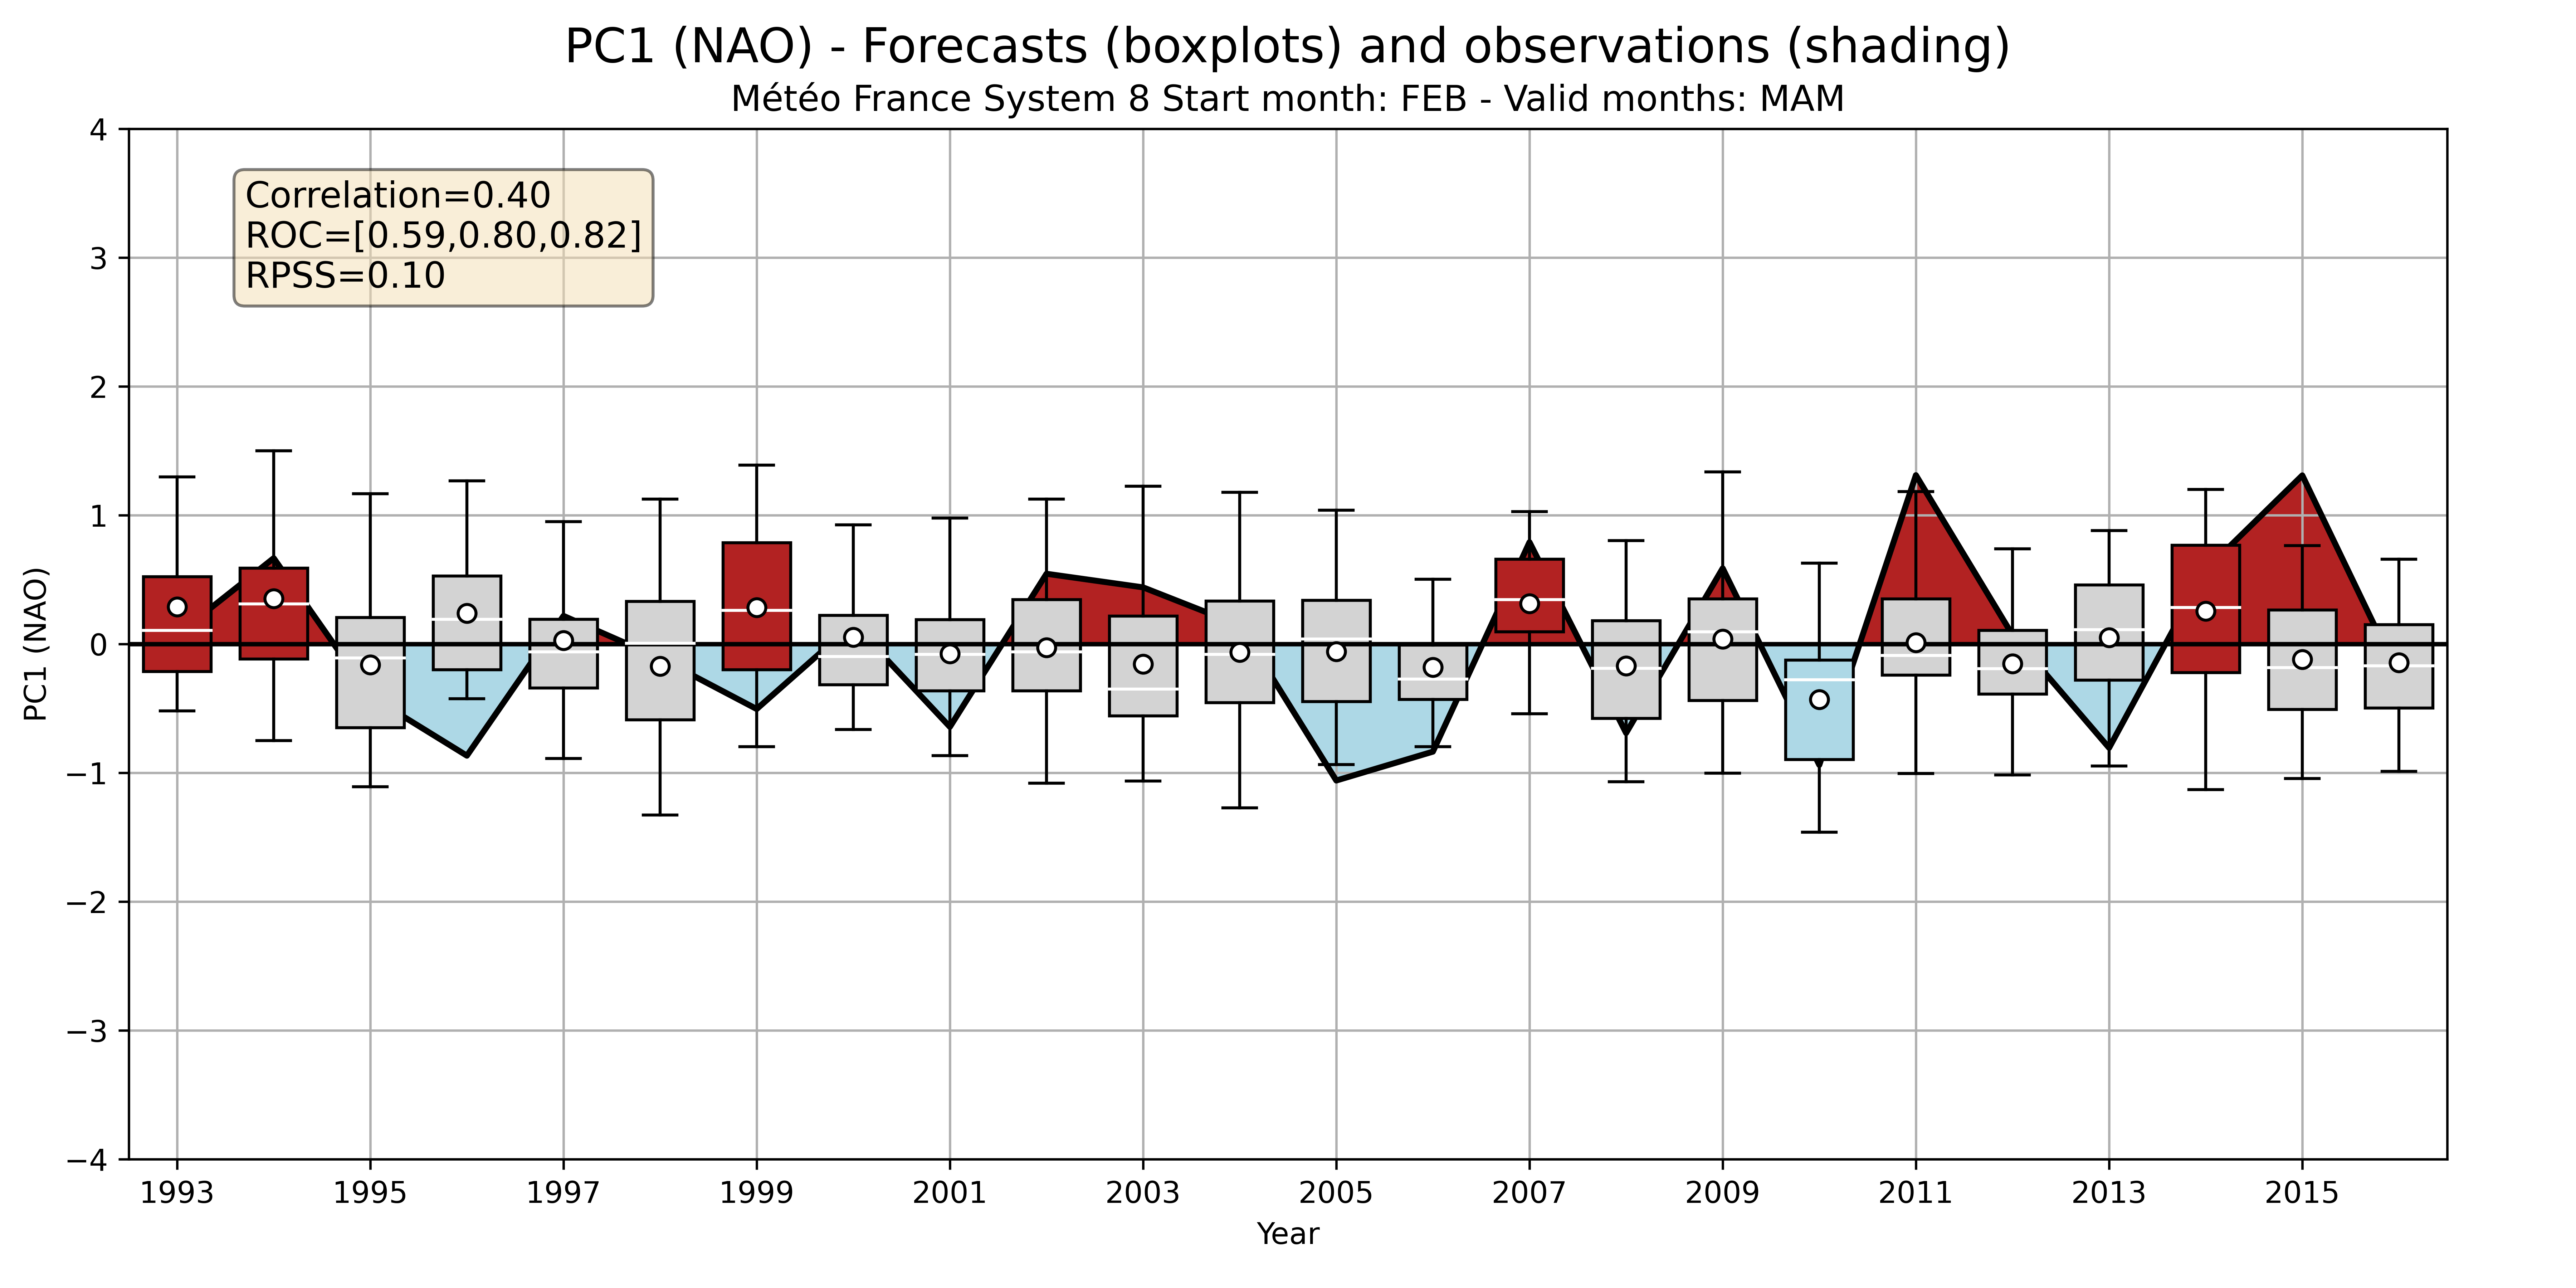 PC1 (NAO) - Forecasts (boxplots) and observations (shading)
Météo France System 8 Start month: FEB - Valid months: MAM
Correlation=0.40
ROC=[0.59,0.80,0.82]
RPSS=0.10
PC1 (NAO)
4
3
2
1
0
−1
−2
−3
−4
1993 1995 1997 1999 2001 2003 2005 2007 2009 2011 2013 2015
Year